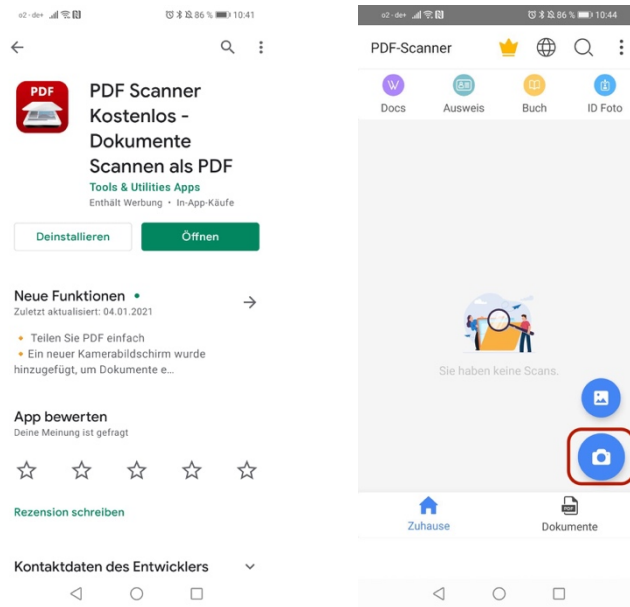 o2 - de+ 86 % 10:41
PDF
PDF Scanner
Kostenlos -
Dokumente
Scannen als PDF
Tools & Utilities Apps
Enthält Werbung • In-App-Käufe
Deinstallieren
Öffnen
Neue Funktionen •
Zuletzt aktualisiert: 04.01.2021
• Teilen Sie PDF einfach
• Ein neuer Kamerabildschirm wurde
hinzugefügt, um Dokumente e...
App bewerten
Deine Meinung ist gefragt
Rezension schreiben
Kontaktdaten des Entwicklers
o2 - de+ 86 % 10:44
PDF-Scanner
W
Docs
Ausweis
Buch
ID Foto
Sie haben keine Scans.
Zuhause
PDF
Dokumente